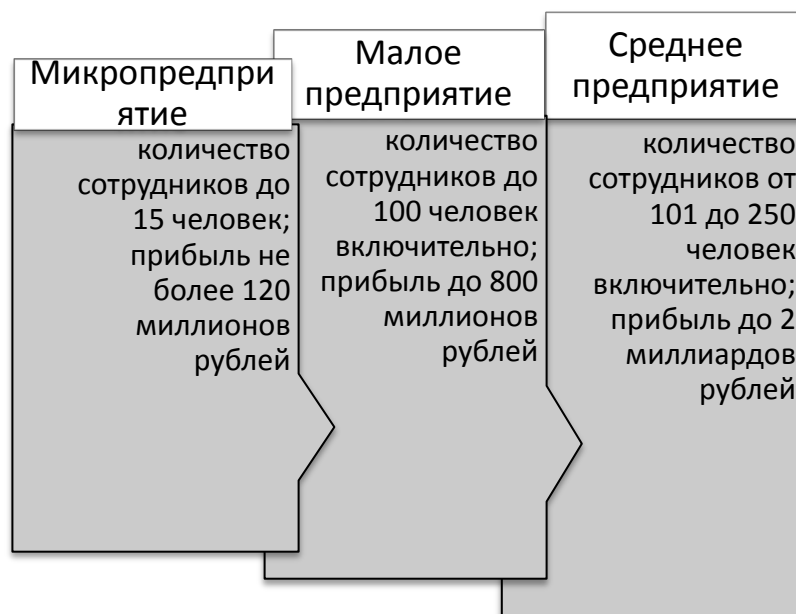 Микропредпри
ятие
количество
сотрудников до
15 человек;
прибыль не
более 120
миллионов
рублей
Малое
предприятие
количество
сотрудников до
100 человек
включительно;
прибыль до 800
миллионов
рублей
Среднее
предприятие
количество
сотрудников от
101 до 250
человек
включительно;
прибыль до 2
миллиардов
рублей